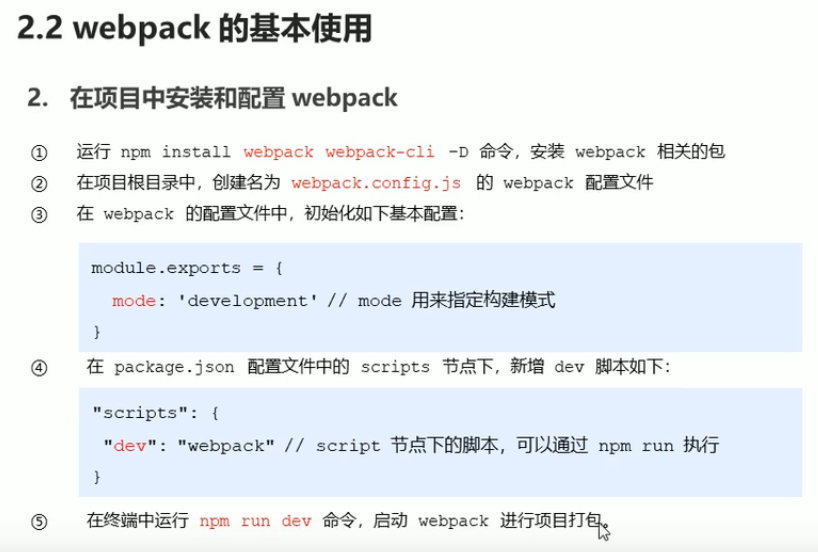 2.2 webpack 的基本使用
2. 在项目中安装和配置 webpack
① 运行 npm install webpack webpack-cli -D 命令，安装 webpack 相关的包
② 在项目根目录中，创建名为 webpack.config.js 的 webpack 配置文件
③ 在 webpack 的配置文件中，初始化如下基本配置：
module.exports = {
mode: 'development' // mode 用来指定构建模式
}
④ 在 package.json 配置文件中的 scripts 节点下，新增 dev 脚本如下：
"scripts": {
"dev": "webpack" // script 节点下的脚本，可以通过 npm run 执行
}
⑤ 在终端中运行 npm run dev 命令，启动 webpack 进行项目打包。